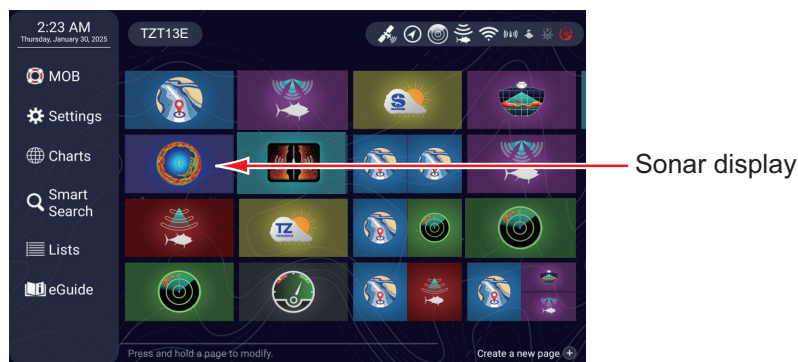 2:23 AM
Thursday, January 30, 2025
TZT13E
MOB
Settings
Charts
Smart
Search
Lists
eGuide
S
TZ
Sonar display
Press and hold a page to modify.
Create a new page +